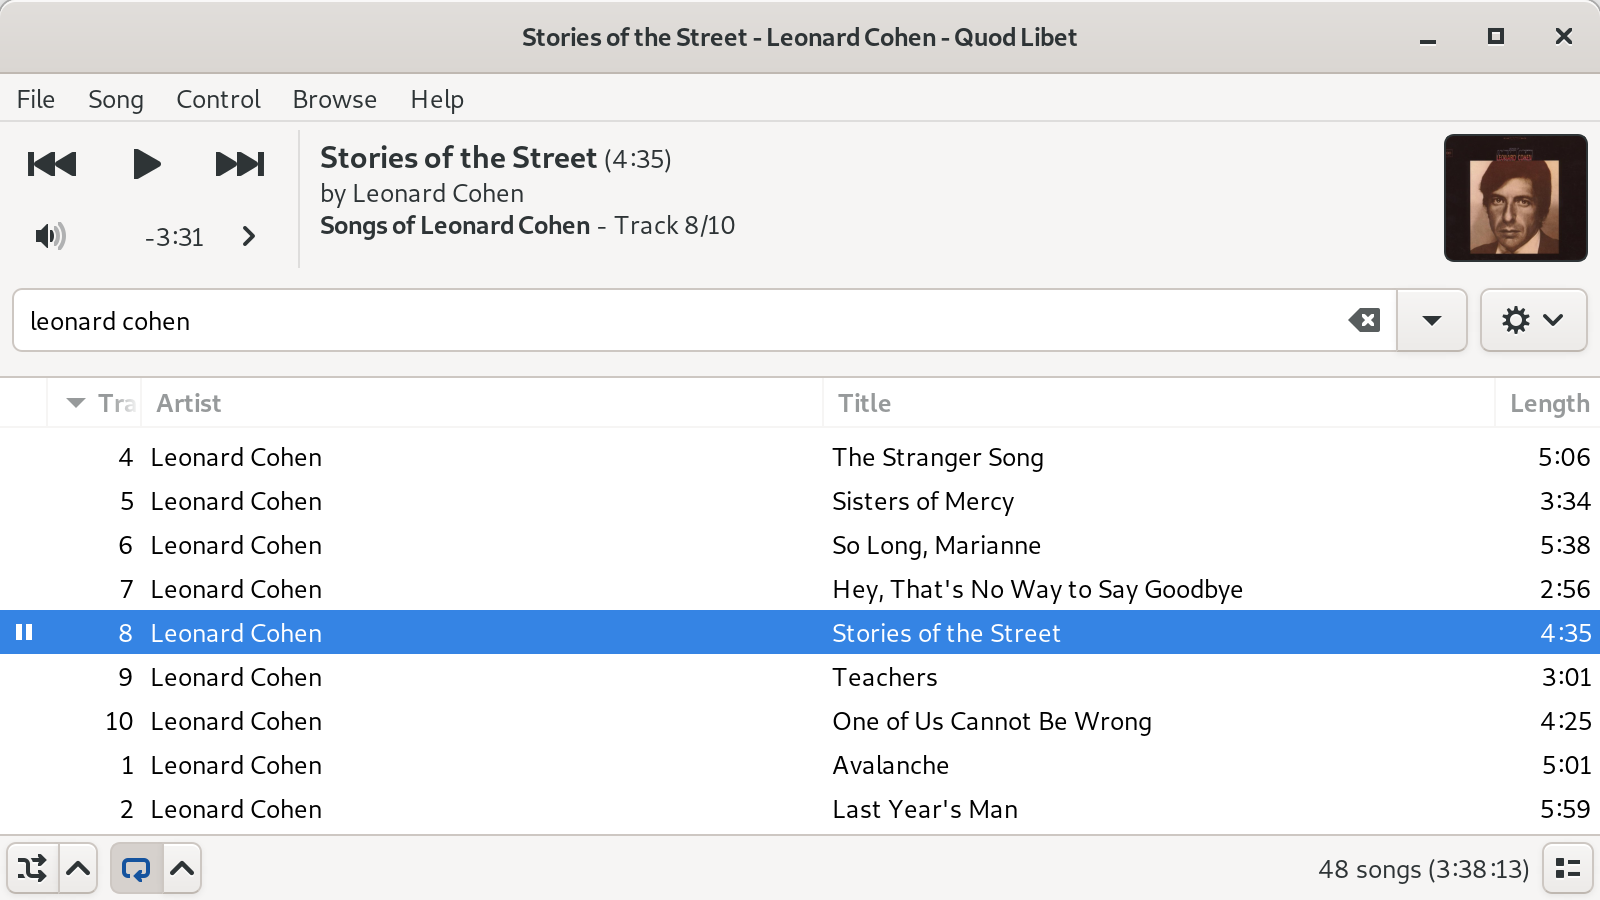 Stories of the Street - Leonard Cohen - Quod Libet
File Song Control Browse Help
Stories of the Street (4:35)
by Leonard Cohen
Songs of Leonard Cohen - Track 8/10
-3:31
leonard cohen
Tra Artist Title Length
4 Leonard Cohen The Stranger Song 5:06
5 Leonard Cohen Sisters of Mercy 3:34
6 Leonard Cohen So Long, Marianne 5:38
7 Leonard Cohen Hey, That's No Way to Say Goodbye 2:56
8 Leonard Cohen Stories of the Street 4:35
9 Leonard Cohen Teachers 3:01
10 Leonard Cohen One of Us Cannot Be Wrong 4:25
1 Leonard Cohen Avalanche 5:01
2 Leonard Cohen Last Year's Man 5:59
48 songs (3:38:13)